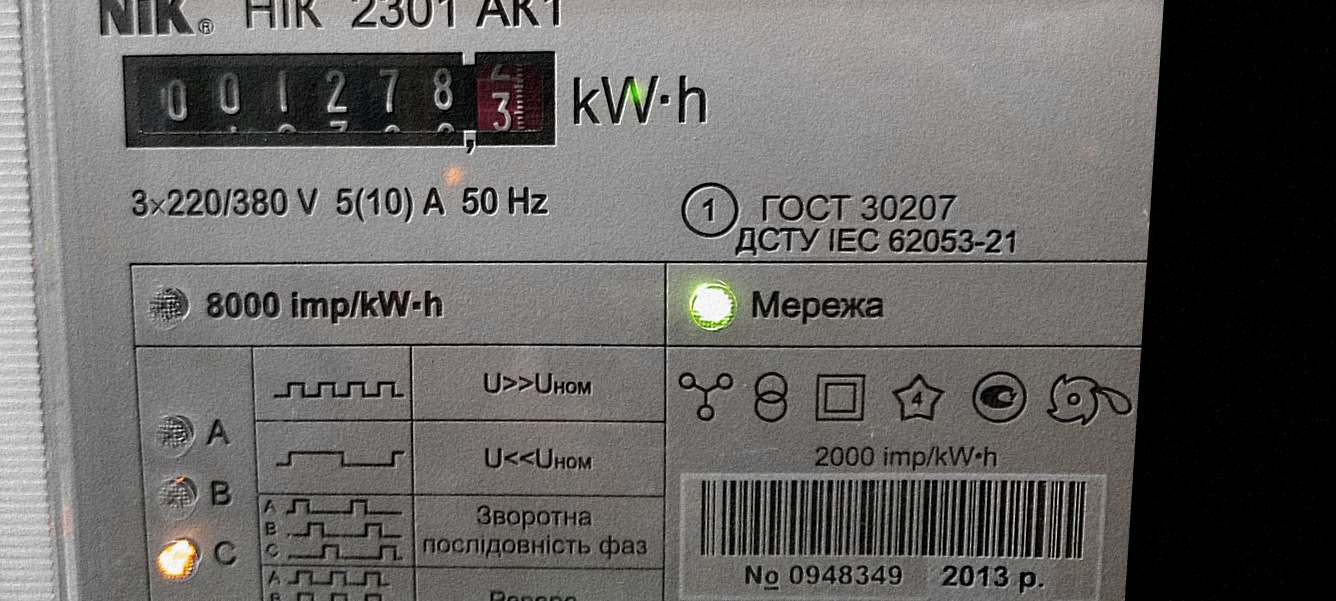 NiK® НІК 2301 АК1
001278,3 kW·h
3×220/380 V 5(10) A 50 Hz
1 ГОСТ 30207
ДСТУ IEC 62053-21
8000 imp/kW·h
Мережа
A
B
C
U>>Uном
U<<Uном
A
B
C
Зворотна
послідовність фаз
A
4
2000 imp/kW·h
№ 0948349 2013 р.